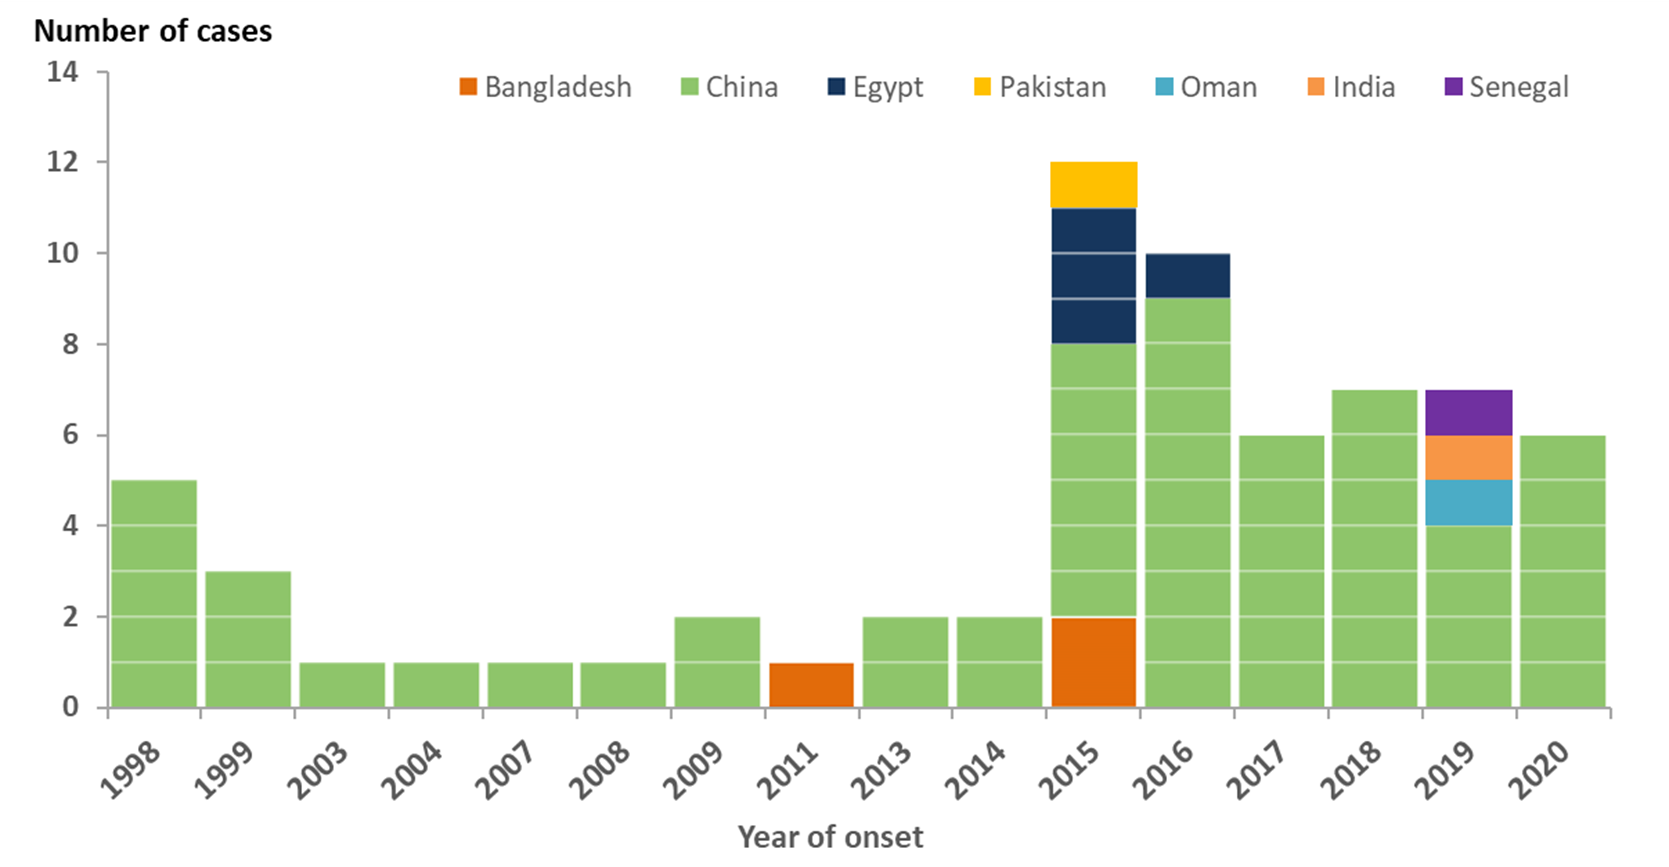 Number of cases
14
Bangladesh China Egypt Pakistan Oman India Senegal
12
10
8
6
4
2
0
1998 1999 2003 2004 2007 2008 2009 2011 2013 2014 2015 2016 2017 2018 2019 2020
Year of onset